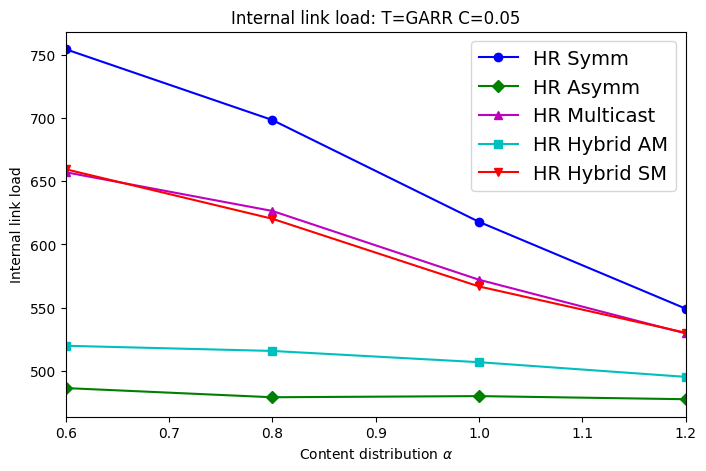 Internal link load: T=GARR C=0.05
Internal link load
750
700
650
600
550
500
HR Symm
HR Asymm
HR Multicast
HR Hybrid AM
HR Hybrid SM
0.6 0.7 0.8 0.9 1.0 1.1 1.2
Content distribution α